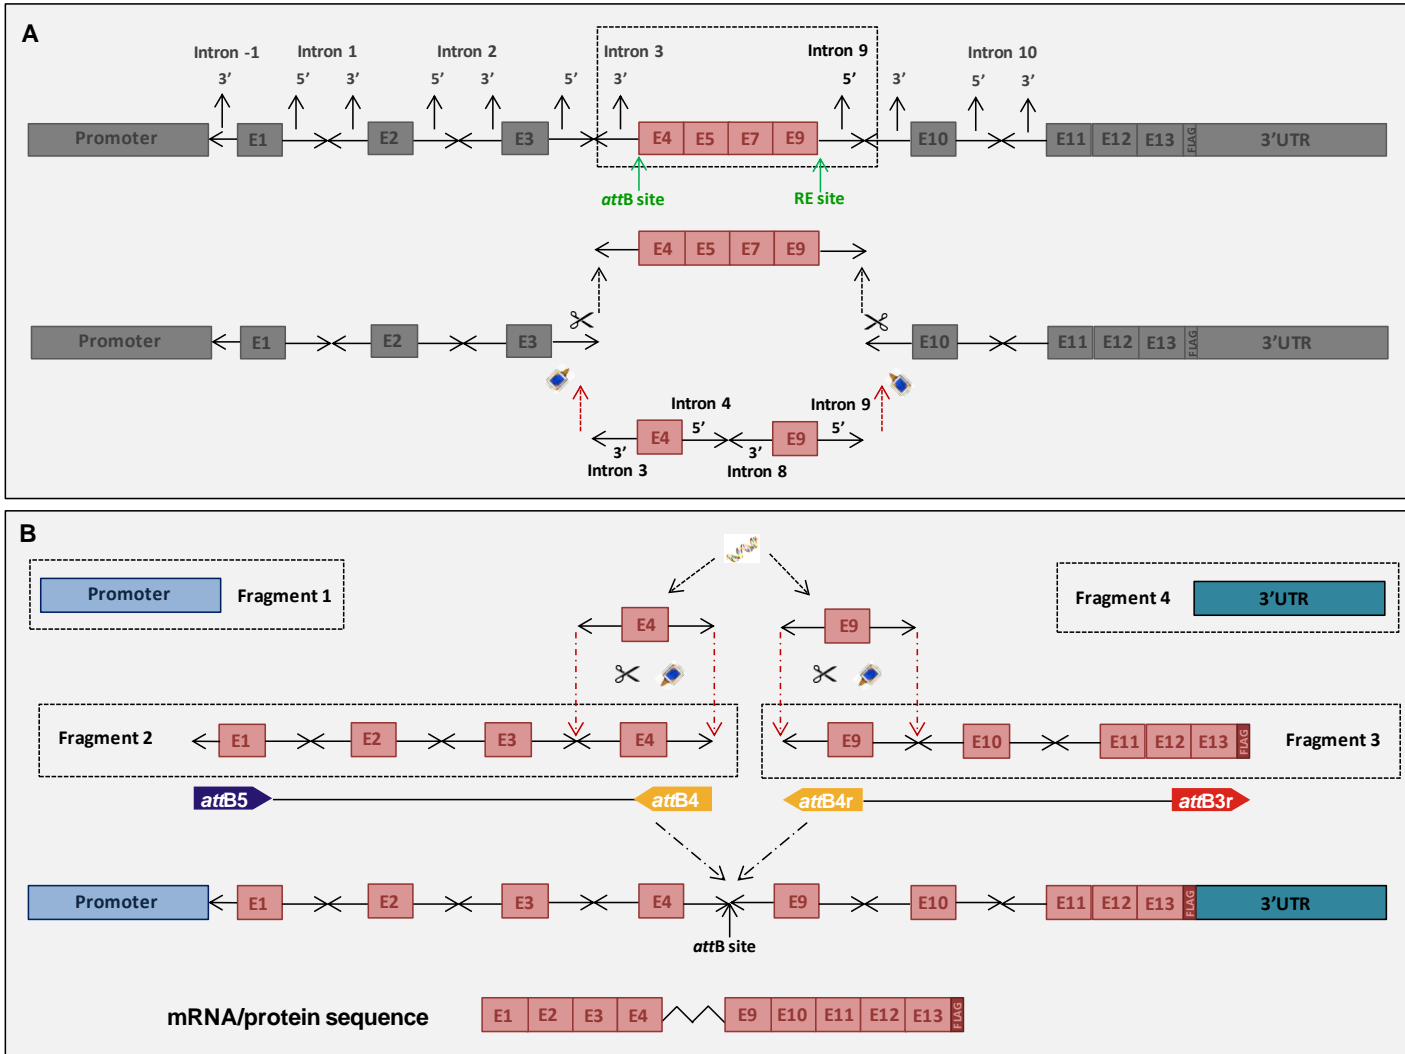 A
Intron -1
Intron 1
Intron 2
Intron 3
Intron 9
Intron 10
3’ 5’ 3’ 5’ 3’ 5’ 3’ 5’ 3’ 5’ 3’
Promoter E1 E2 E3 E4 E5 E7 E9 E10 E11 E12 E13 FLAG 3’UTR
attB site
RE site
E4 E5 E7 E9
Promoter E1 E2 E3 E10 E11 E12 E13 FLAG 3’UTR
Intron 4
Intron 9
E4 5’ E9 5’
3’ 3’
Intron 3
Intron 8
B
Promoter Fragment 1
Fragment 4 3’UTR
E4 E9
Fragment 2 E1 E2 E3 E4
E9 E10 E11 E12 E13 FLAG Fragment 3
attB5 attB4 attB4r attB3r
Promoter E1 E2 E3 E4 E9 E10 E11 E12 E13 FLAG 3’UTR
attB site
mRNA/protein sequence E1 E2 E3 E4 E9 E10 E11 E12 E13 FLAG